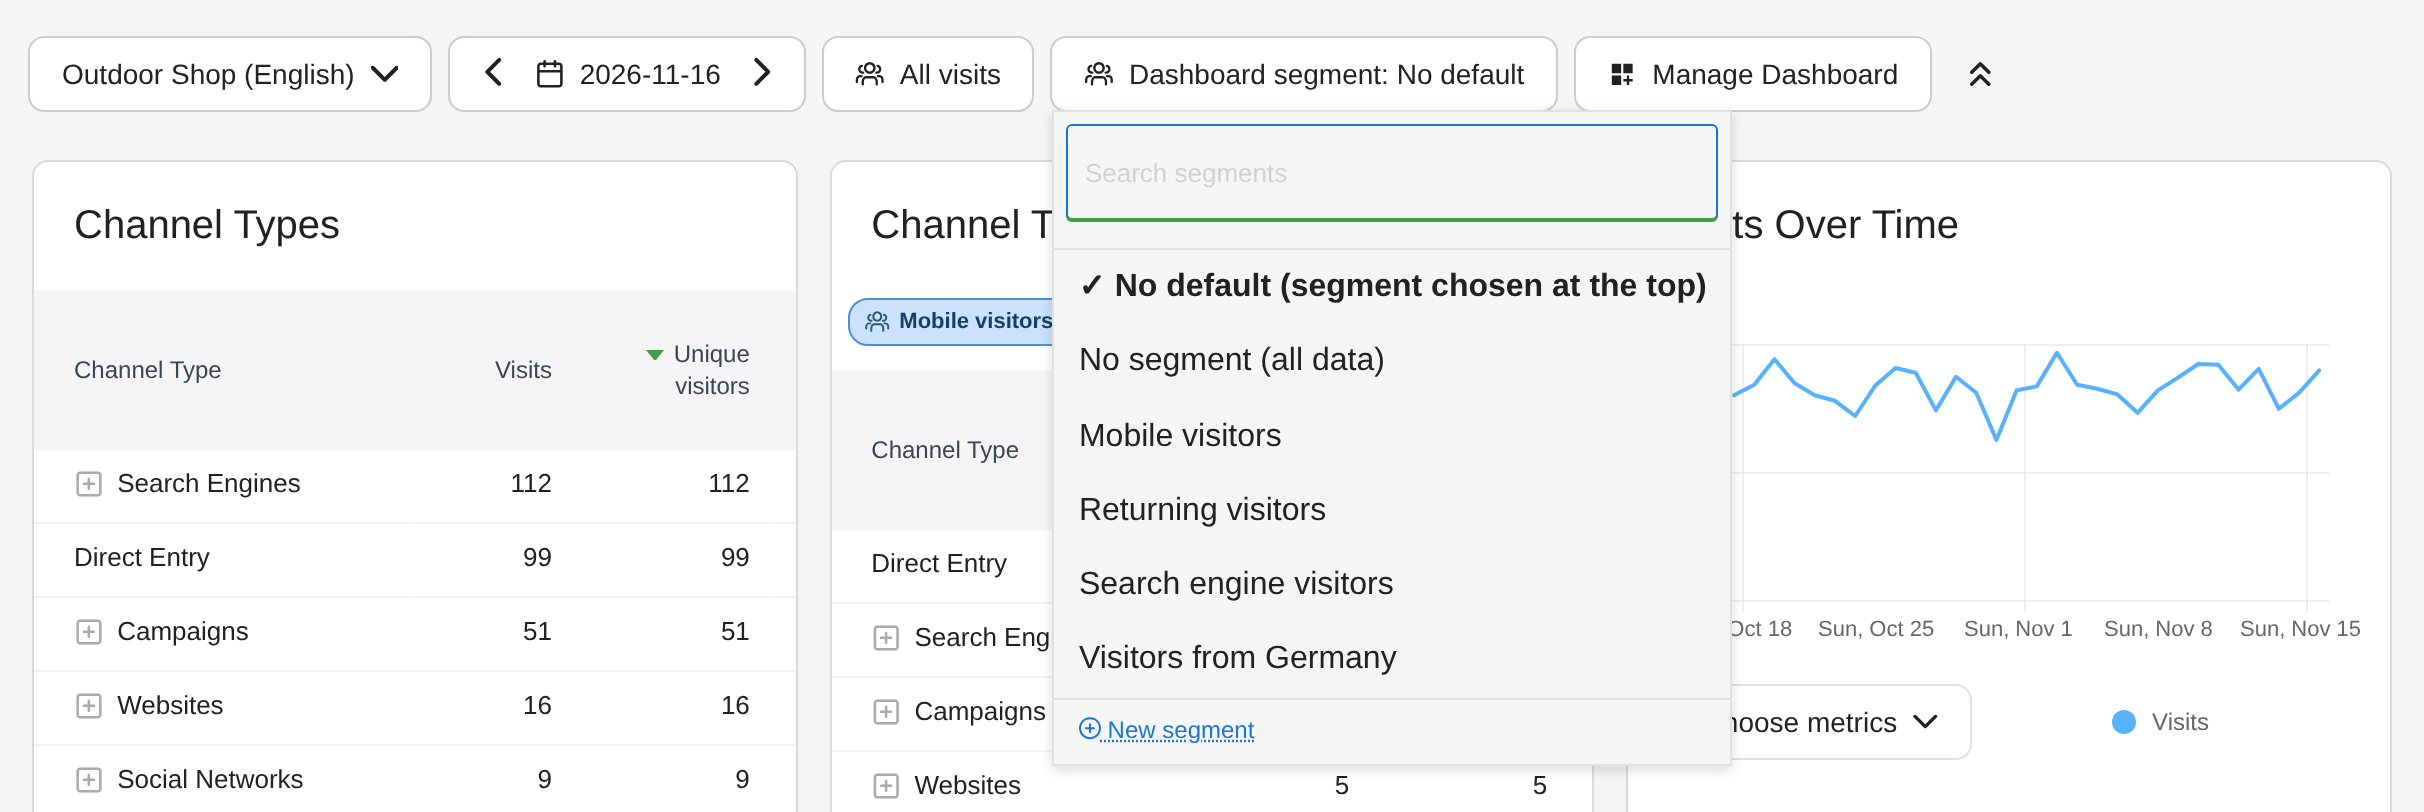 Outdoor Shop (English)
2026-11-16
All visits
Dashboard segment: No default
Manage Dashboard
Search segments
✓ No default (segment chosen at the top)
No segment (all data)
Mobile visitors
Returning visitors
Search engine visitors
Visitors from Germany
New segment
Channel Types
Channel Type
Visits
Unique
visitors
Search Engines 112 112
Direct Entry 99 99
Campaigns 51 51
Websites 16 16
Social Networks 9 9
Channel T
Mobile visitors
Channel Type
Direct Entry
Search Eng
Campaigns
Websites 5 5
ts Over Time
Oct 18
Sun, Oct 25
Sun, Nov 1
Sun, Nov 8
Sun, Nov 15
hoose metrics
Visits